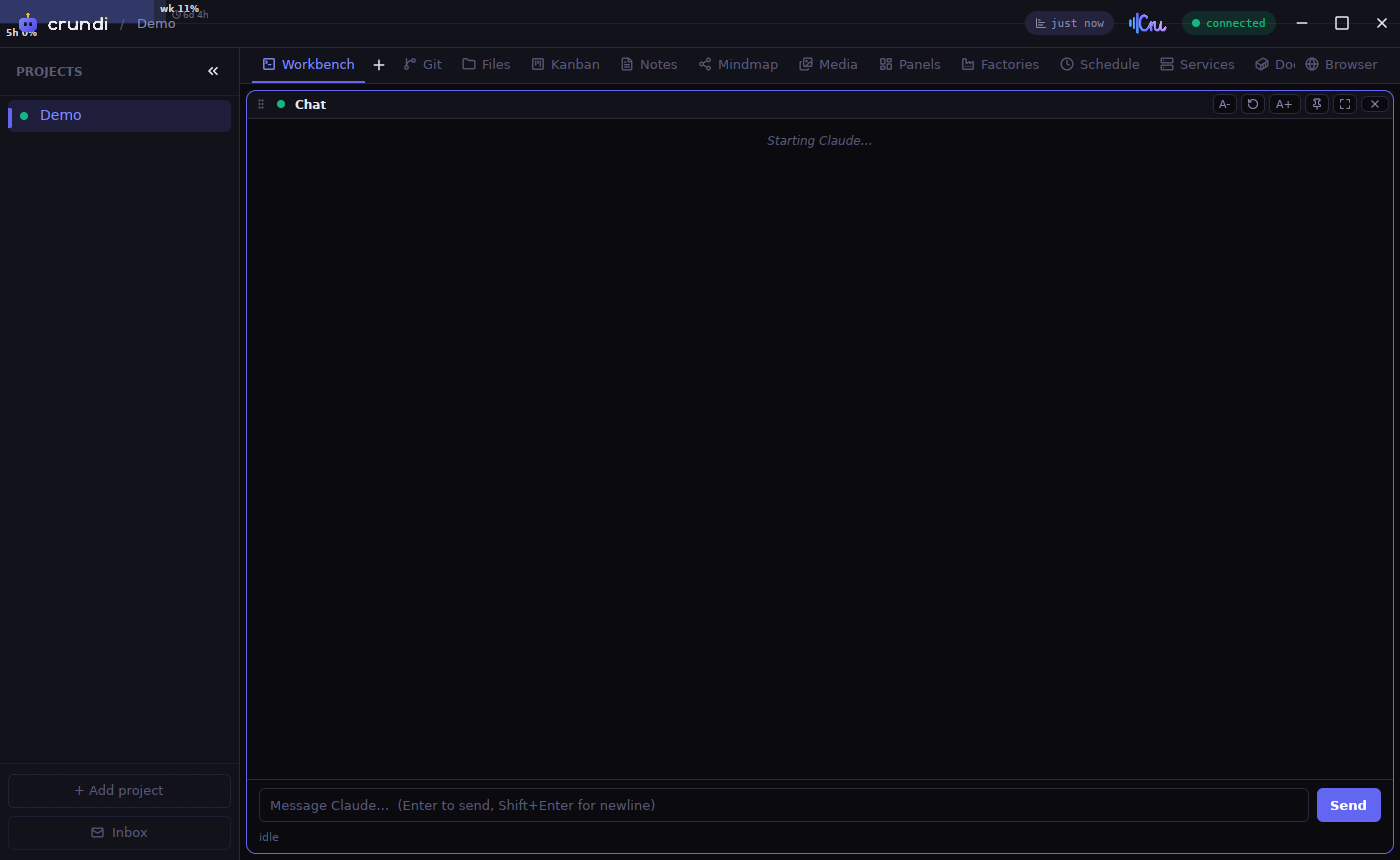 wk 11%
6d 4h
5h 0%
crundi / Demo
just now
Cru
connected
PROJECTS
Workbench
Git
Files
Kanban
Notes
Mindmap
Media
Panels
Factories
Schedule
Services
Doc
Browser
Demo
Chat
A-
A+
Starting Claude...
+ Add project
Inbox
Message Claude... (Enter to send, Shift+Enter for newline)
Send
idle